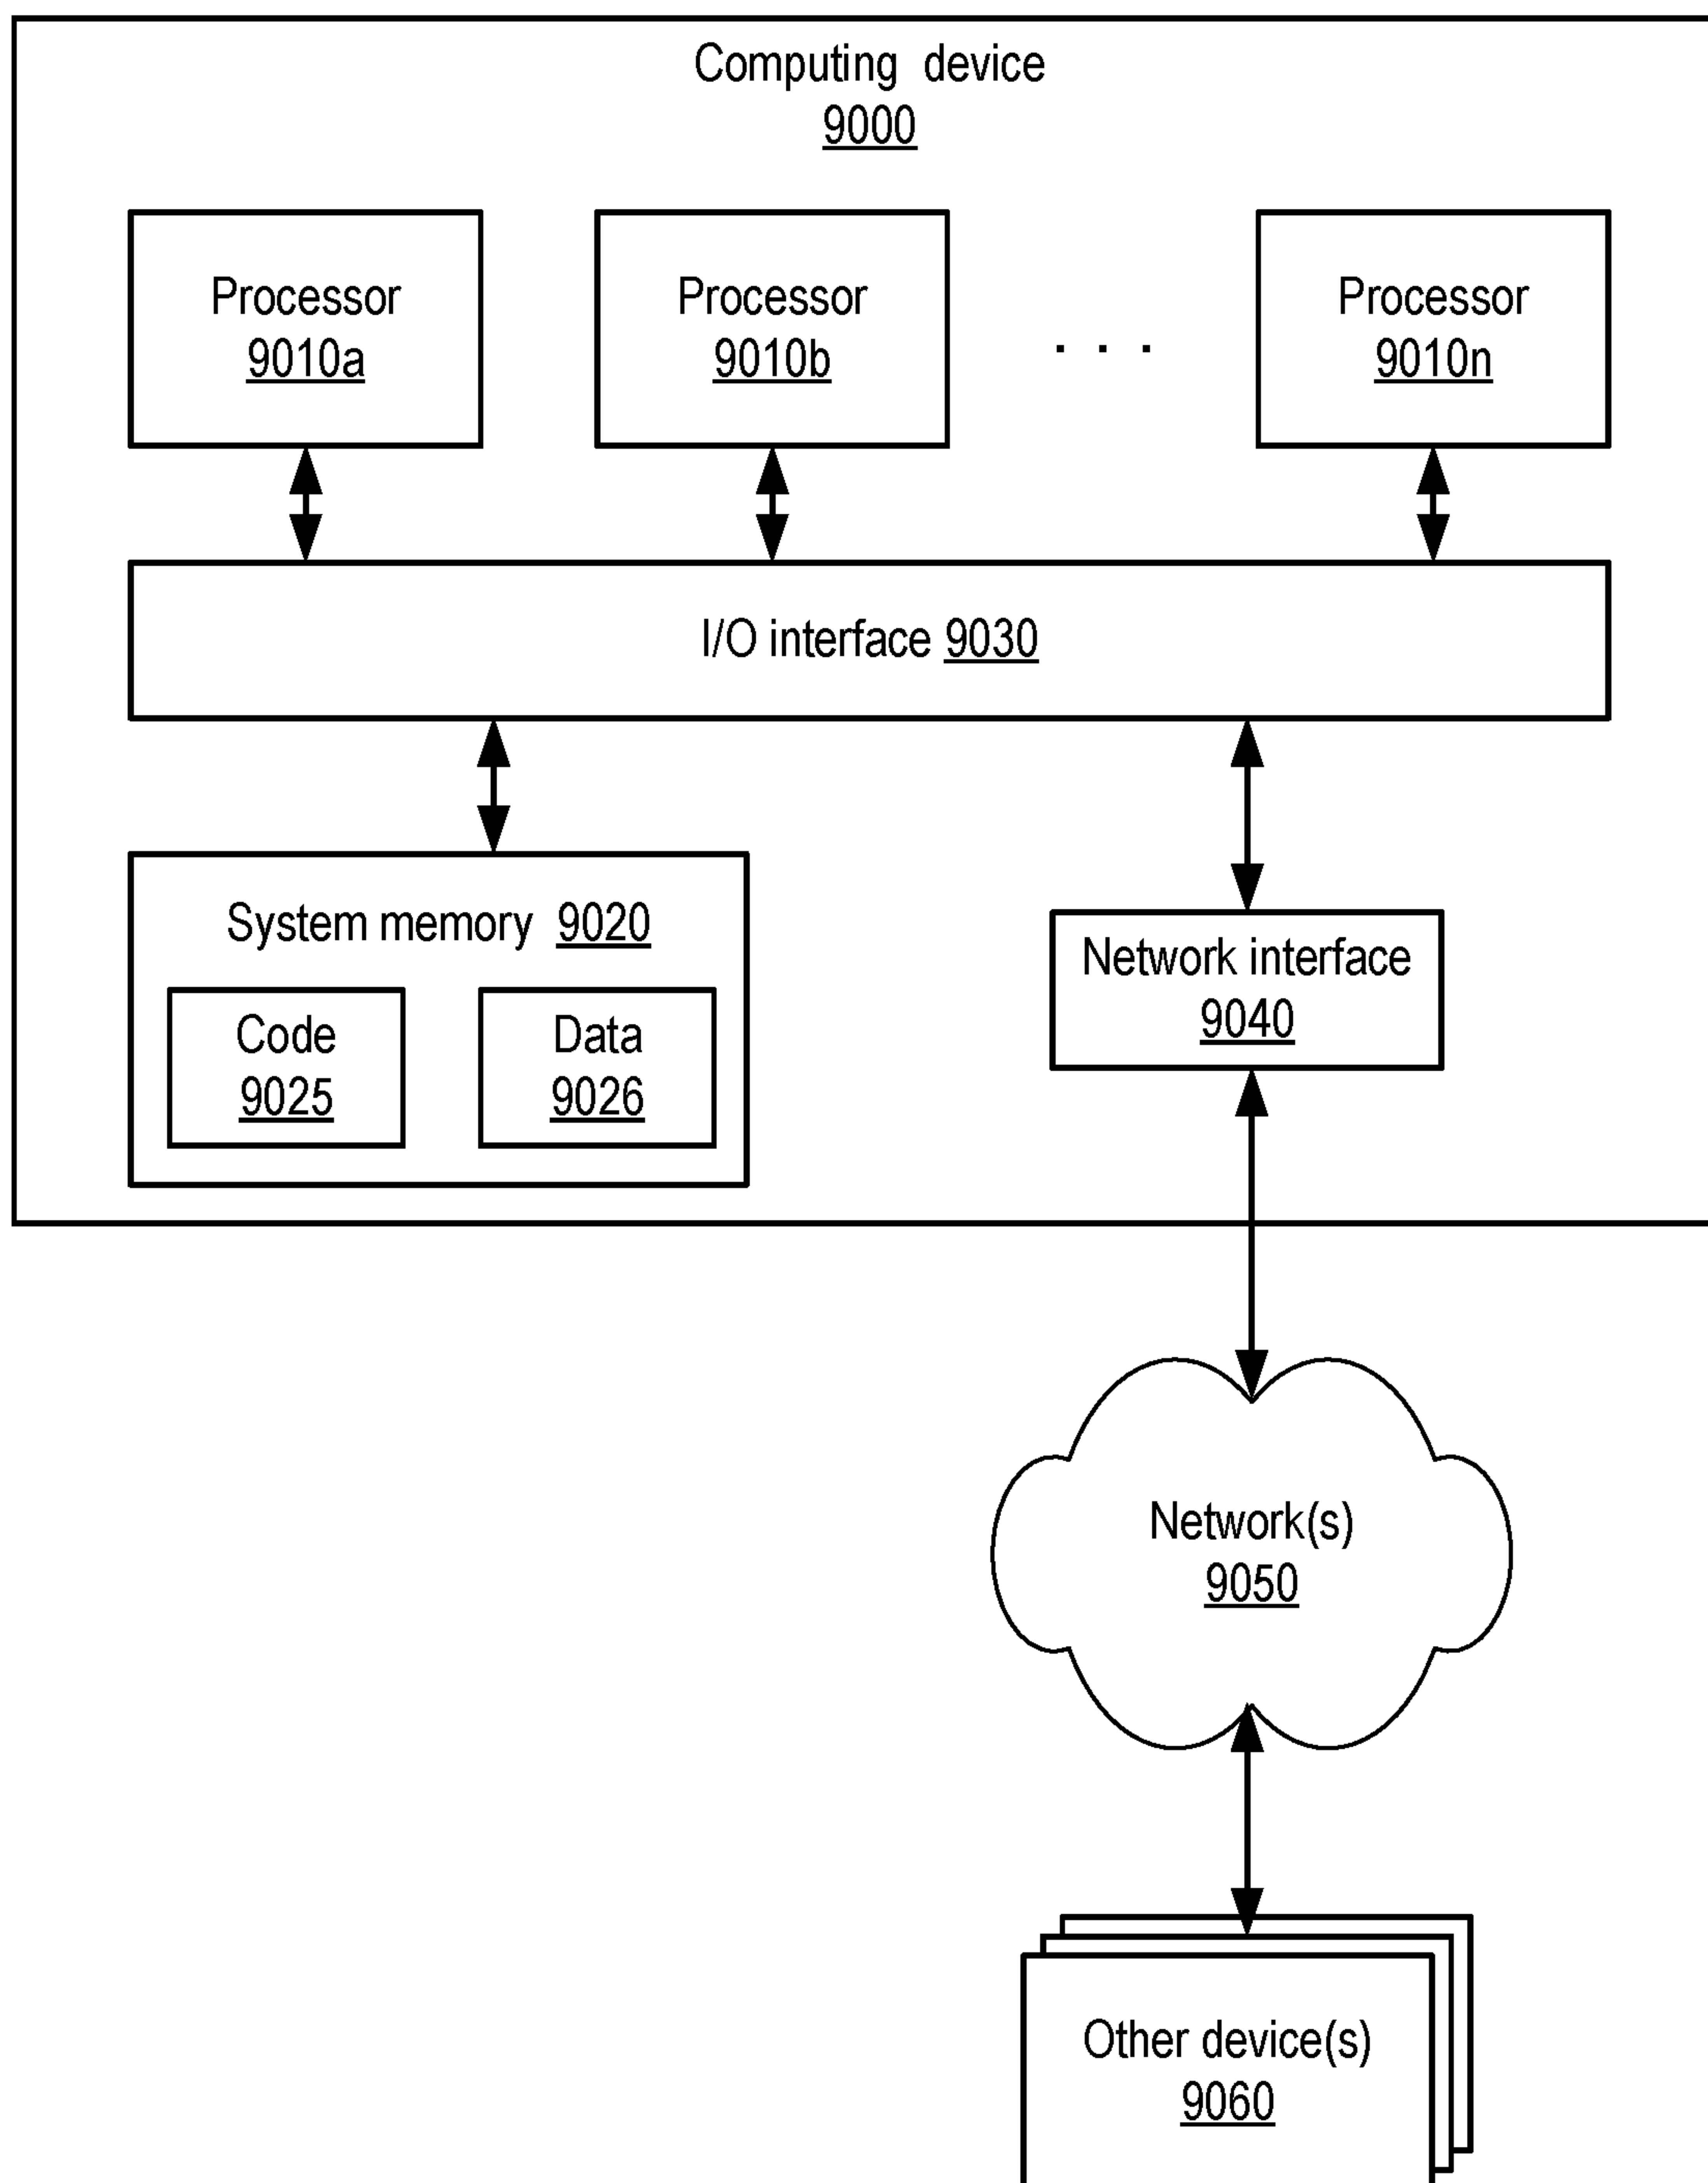 Computing device
9000
Processor
9010a
Processor
9010b
. . .
Processor
9010n
I/O interface 9030
System memory 9020
Code
9025
Data
9026
Network interface
9040
Network(s)
9050
Other device(s)
9060